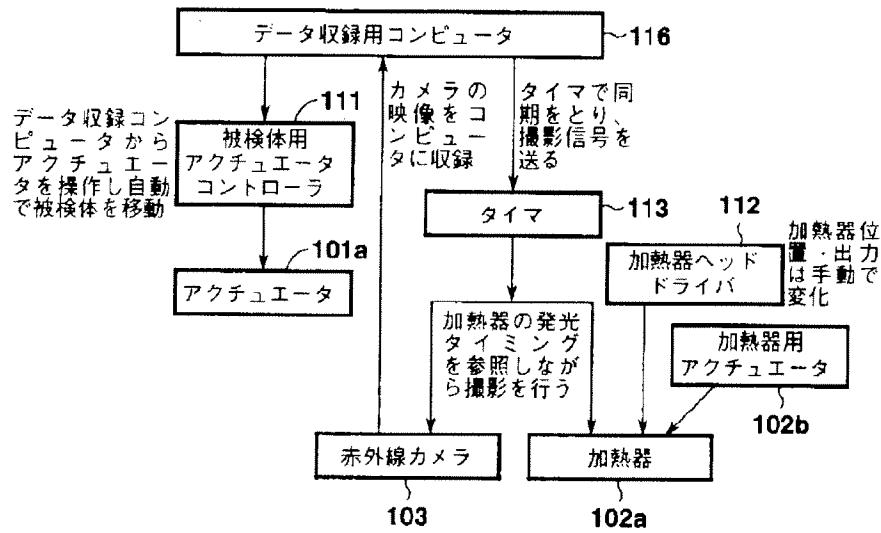 データ収録用コンピュータ
116
データ収録コン
ピュータから
アクチュエー
タを操作し自動
で被検体を移動
111
被検体用
アクチュエータ
コントローラ
カメラの
映像をコ
ンピュー
タに収録
タイマで同
期をとり、
撮影信号を
送る
タイマ
113
112
加熱器ヘッド
ドライバ
加熱器位
置・出力
は手動で
変化
101a
アクチュエータ
加熱器の発光
タイミング
を参照しなが
ら撮影を行う
加熱器用
アクチュエータ
102b
赤外線カメラ
103
加熱器
102a